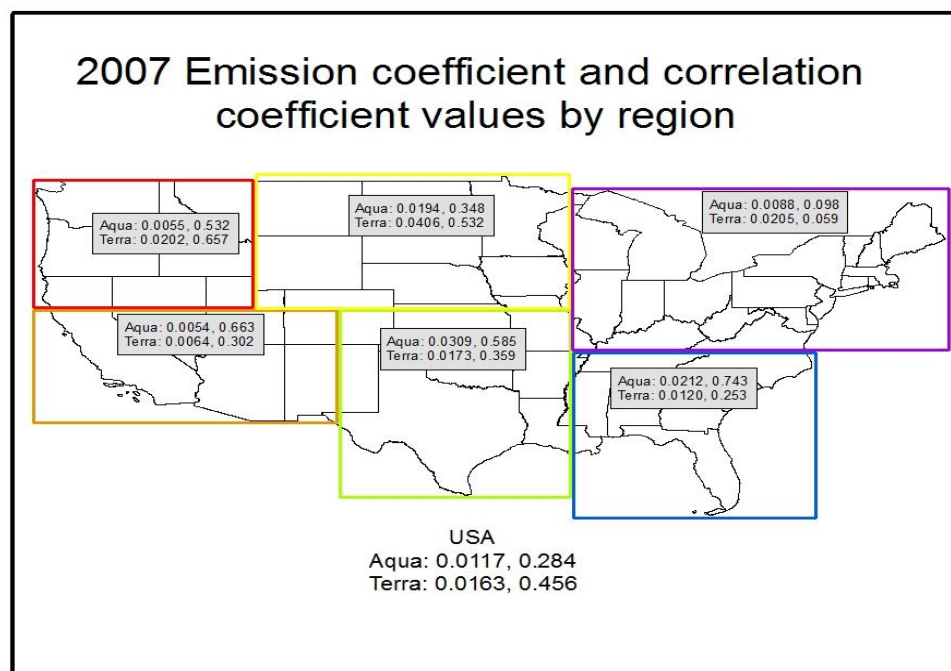 2007 Emission coefficient and correlation
coefficient values by region
Aqua: 0.0055, 0.532
Terra: 0.0202, 0.657
Aqua: 0.0194, 0.348
Terra: 0.0406, 0.532
Aqua: 0.0088, 0.098
Terra: 0.0205, 0.059
Aqua: 0.0054, 0.663
Terra: 0.0064, 0.302
Aqua: 0.0309, 0.585
Terra: 0.0173, 0.359
Aqua: 0.0212, 0.743
Terra: 0.0120, 0.253
USA
Aqua: 0.0117, 0.284
Terra: 0.0163, 0.456